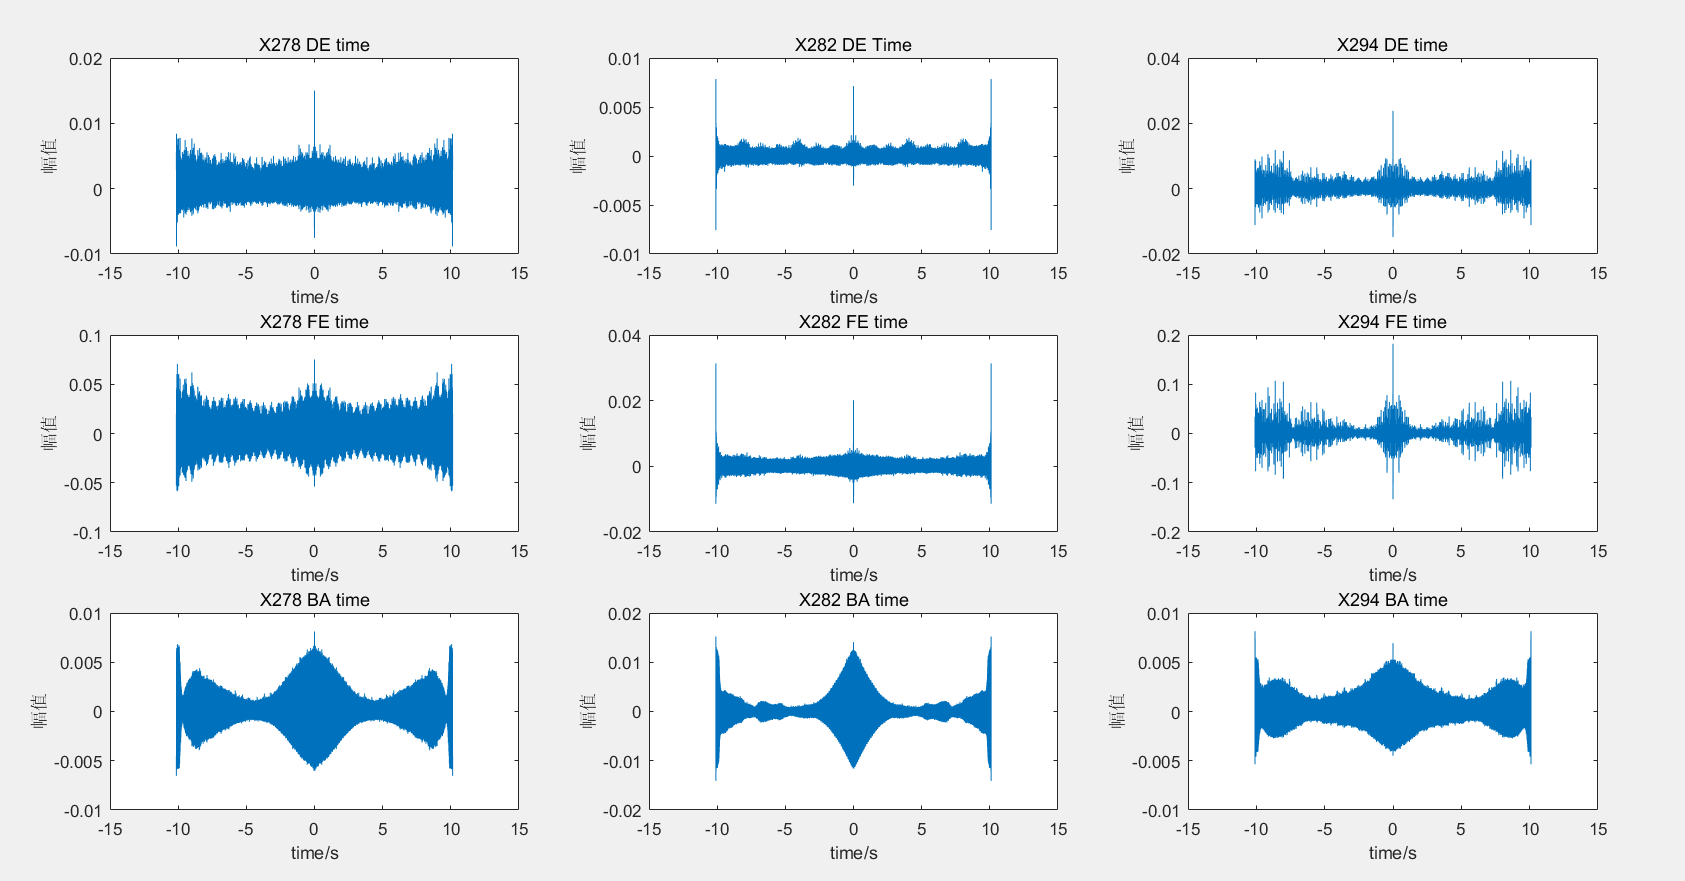 X278 DE time
0.02
0.01
0
-0.01
幅值
-15 -10 -5 0 5 10 15
time/s
X282 DE Time
0.01
0.005
0
-0.005
-0.01
幅值
-15 -10 -5 0 5 10 15
time/s
X294 DE time
0.04
0.02
0
-0.02
幅值
-15 -10 -5 0 5 10 15
time/s
X278 FE time
0.1
0.05
0
-0.05
-0.1
幅值
-15 -10 -5 0 5 10 15
time/s
X282 FE time
0.04
0.02
0
-0.02
幅值
-15 -10 -5 0 5 10 15
time/s
X294 FE time
0.2
0.1
0
-0.1
-0.2
幅值
-15 -10 -5 0 5 10 15
time/s
X278 BA time
0.01
0.005
0
-0.005
-0.01
幅值
-15 -10 -5 0 5 10 15
time/s
X282 BA time
0.02
0.01
0
-0.01
-0.02
幅值
-15 -10 -5 0 5 10 15
time/s
X294 BA time
0.01
0.005
0
-0.005
-0.01
幅值
-15 -10 -5 0 5 10 15
time/s